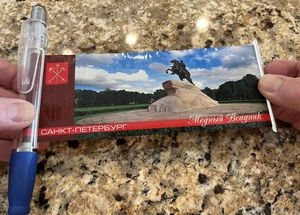 САНКТ-ПЕТЕРБУРГ
Медный Всадник